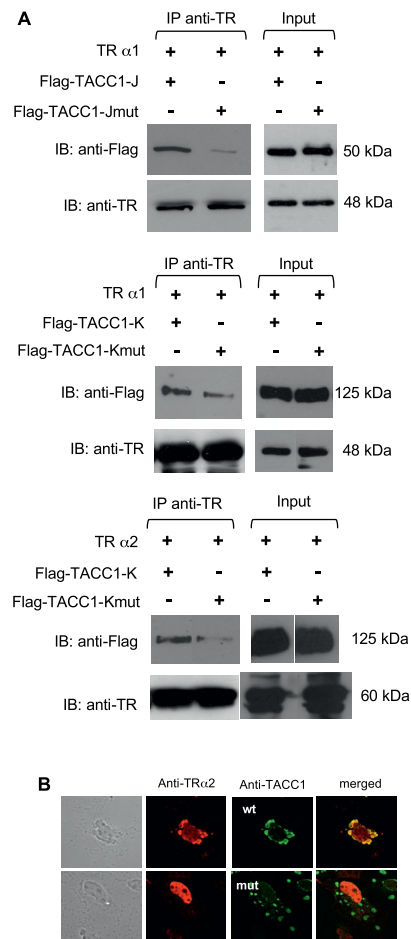 A
IP anti-TR Input
TR α1 + + + +
Flag-TACC1-J + - + -
Flag-TACC1-Jmut - + - +
IB: anti-Flag 50 kDa
IB: anti-TR 48 kDa
IP anti-TR Input
TR α1 + + + +
Flag-TACC1-K + - + -
Flag-TACC1-Kmut - + - +
IB: anti-Flag 125 kDa
IB: anti-TR 48 kDa
IP anti-TR Input
TR α2 + + + +
Flag-TACC1-K + - + -
Flag-TACC1-Kmut - + - +
IB: anti-Flag 125 kDa
IB: anti-TR 60 kDa
B
Anti-TRα2 Anti-TACC1 merged
wt
mut